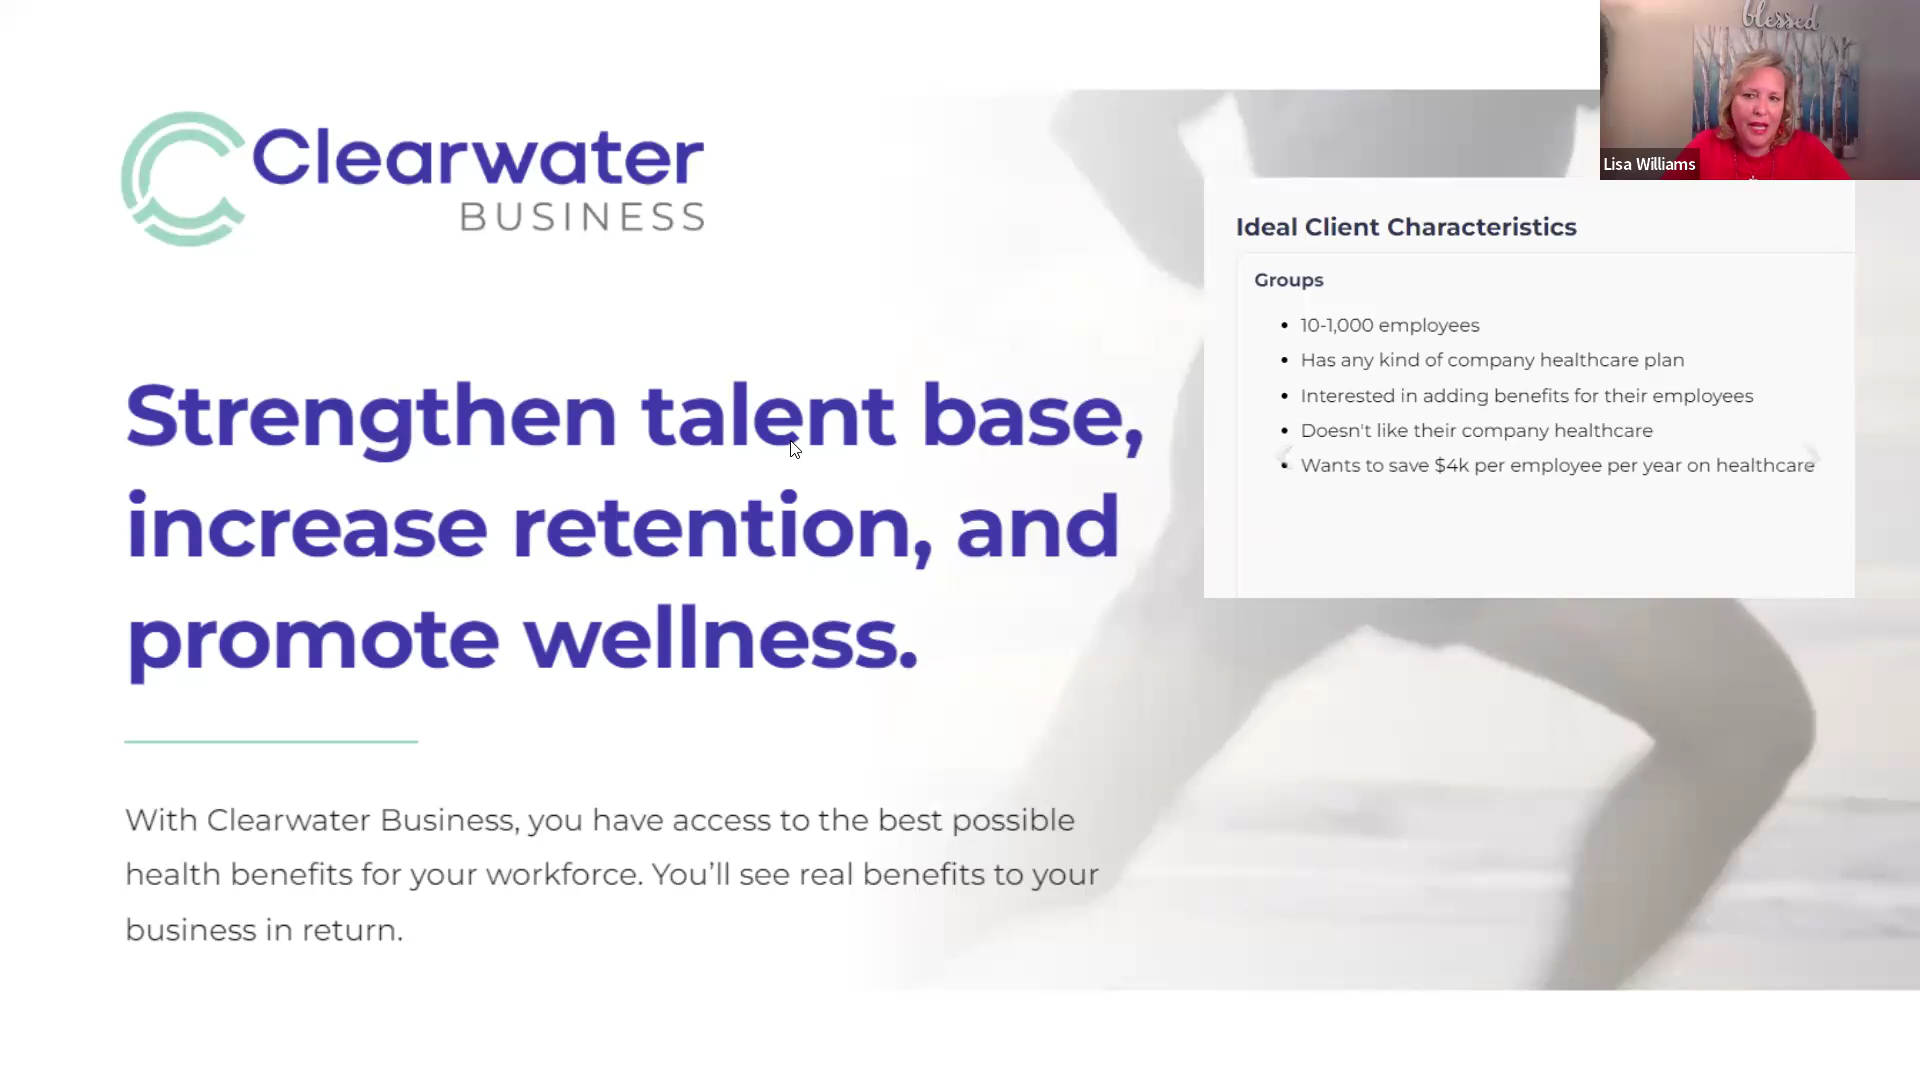 blessed
Lisa Williams
Clearwater
BUSINESS
Strengthen talent base,
increase retention, and
promote wellness.
With Clearwater Business, you have access to the best possible
health benefits for your workforce. You’ll see real benefits to your
business in return.
Ideal Client Characteristics
Groups
• 10-1,000 employees
• Has any kind of company healthcare plan
• Interested in adding benefits for their employees
• Doesn't like their company healthcare
• Wants to save $4k per employee per year on healthcare